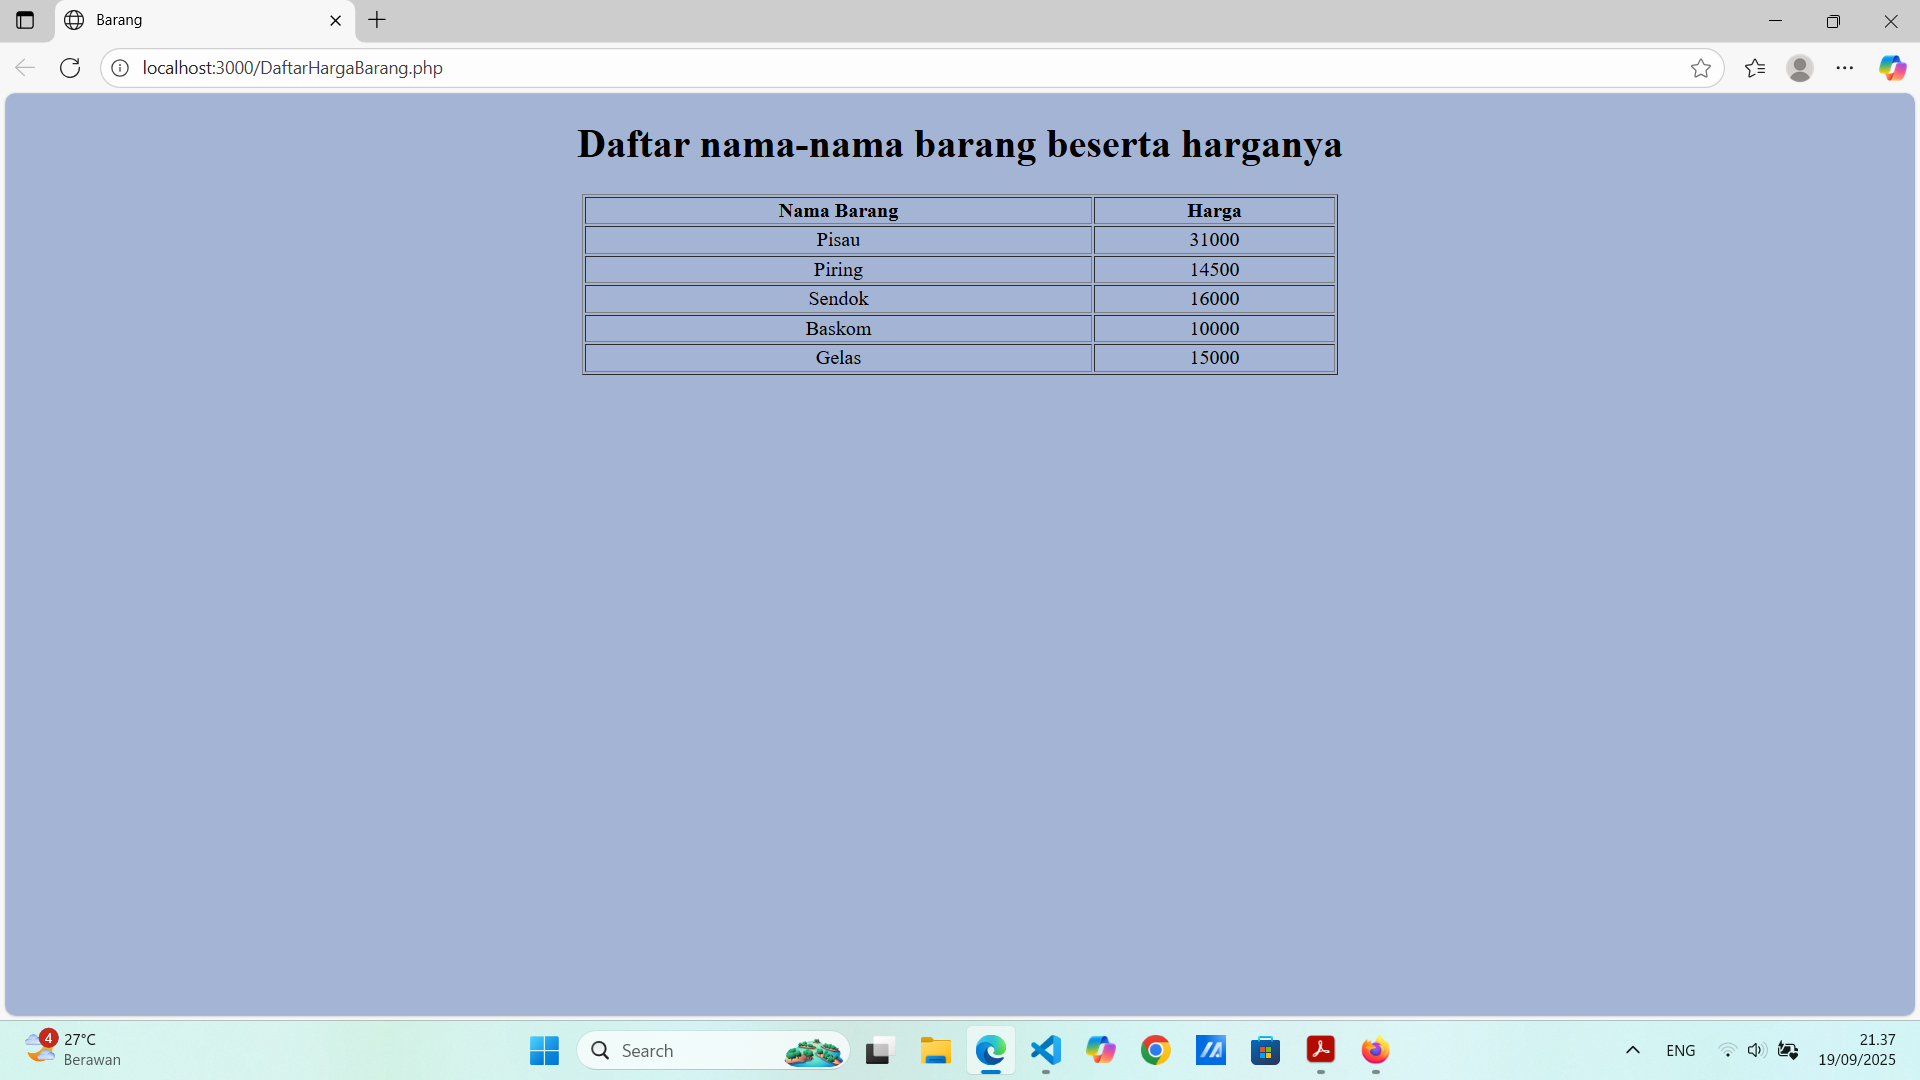 Barang
localhost:3000/DaftarHargaBarang.php
Daftar nama-nama barang beserta harganya
Nama Barang Harga
Pisau 31000
Piring 14500
Sendok 16000
Baskom 10000
Gelas 15000
4
27°C
Berawan
Search
ENG
21.37
19/09/2025